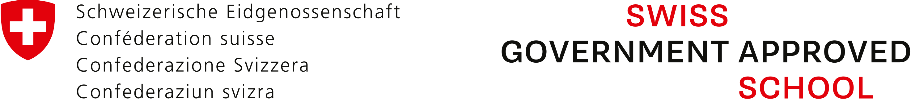 Schweizerische Eidgenossenschaft
Confédération suisse
Confederazione Svizzera
Confederaziun svizra
SWISS
GOVERNMENT APPROVED
SCHOOL